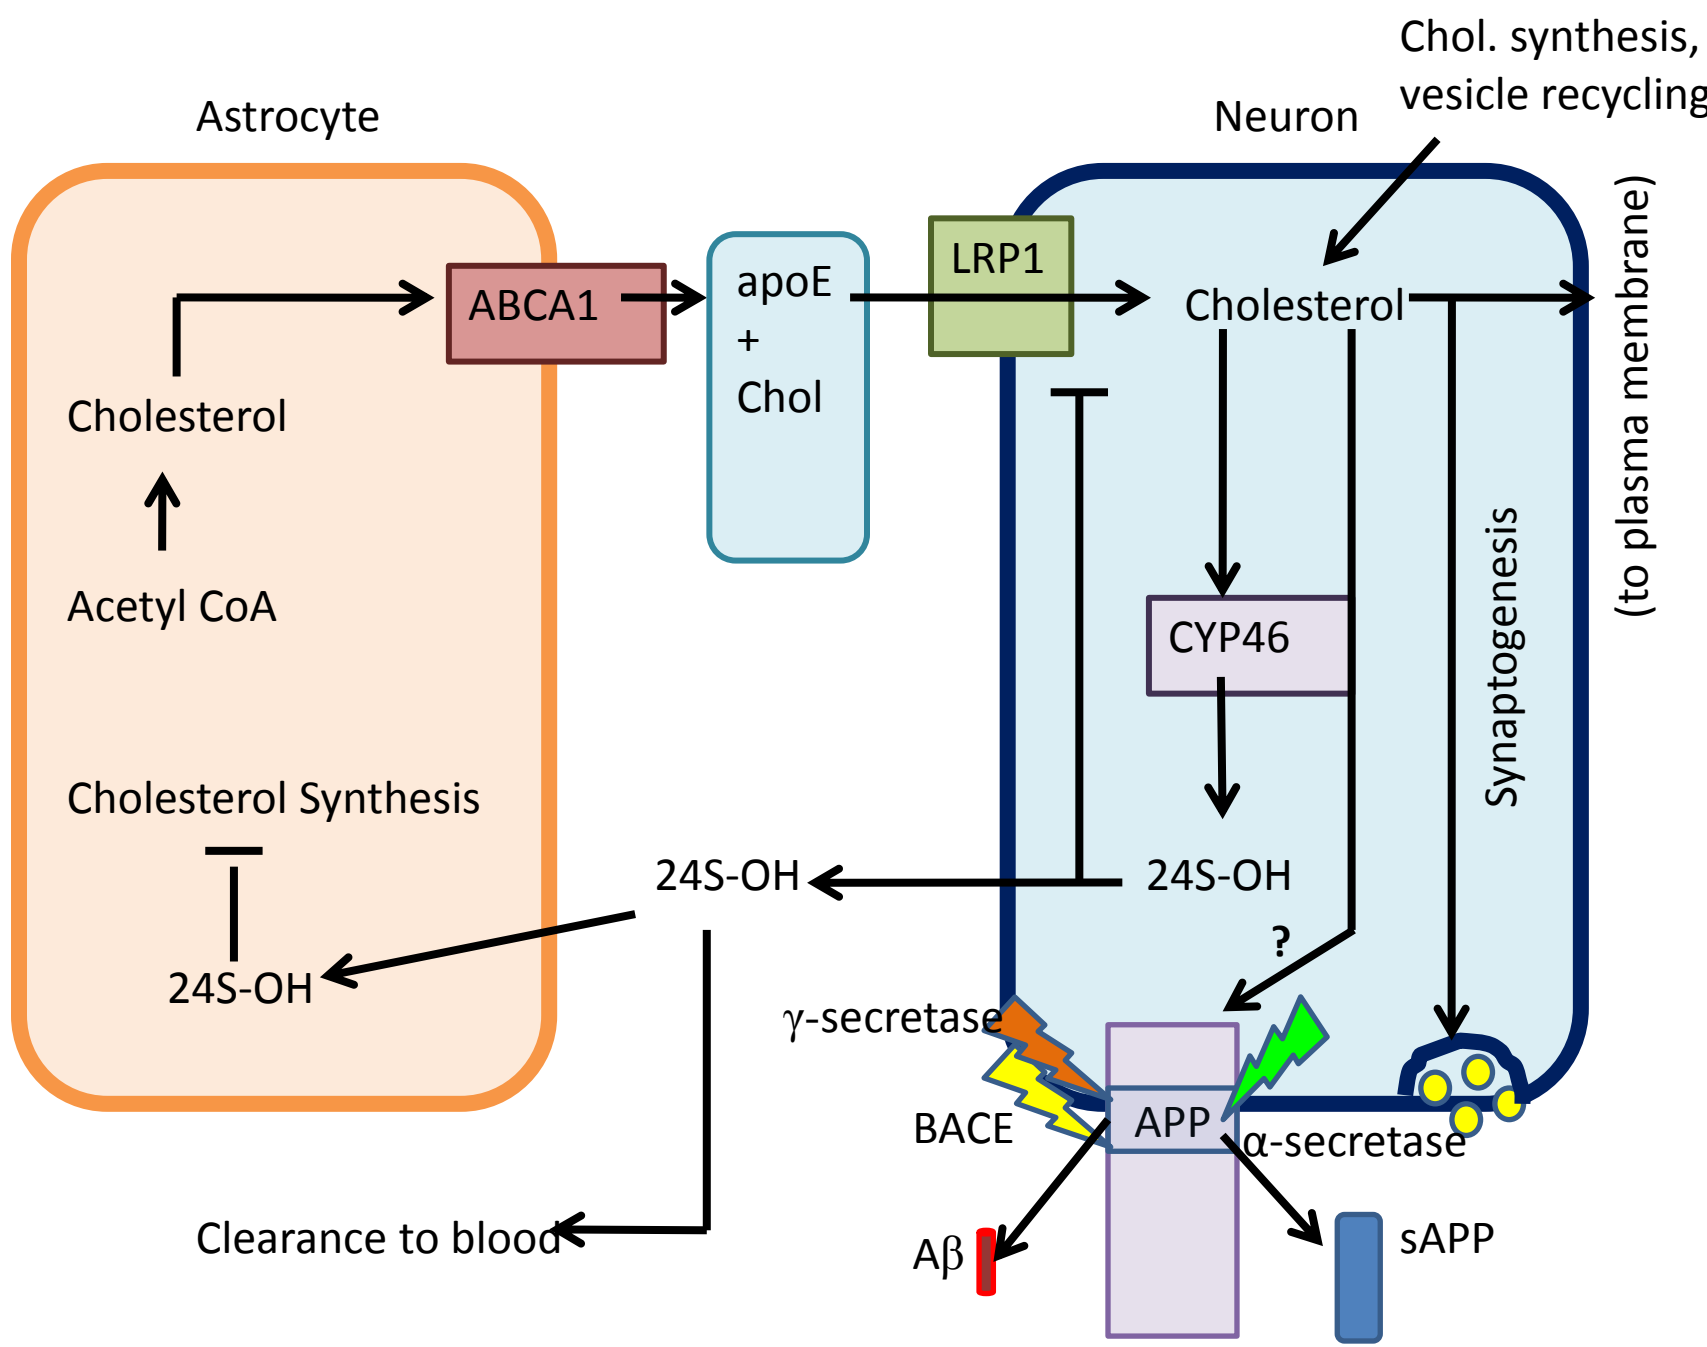 Chol. synthesis,
vesicle recycling
Astrocyte
Neuron
(to plasma membrane)
LRP1
apoE
+
Chol
ABCA1
Cholesterol
Cholesterol
Acetyl CoA
CYP46
Synaptogenesis
Cholesterol Synthesis
24S-OH
24S-OH
24S-OH
?
γ-secretase
BACE
APP
α-secretase
Clearance to blood
Aβ
sAPP